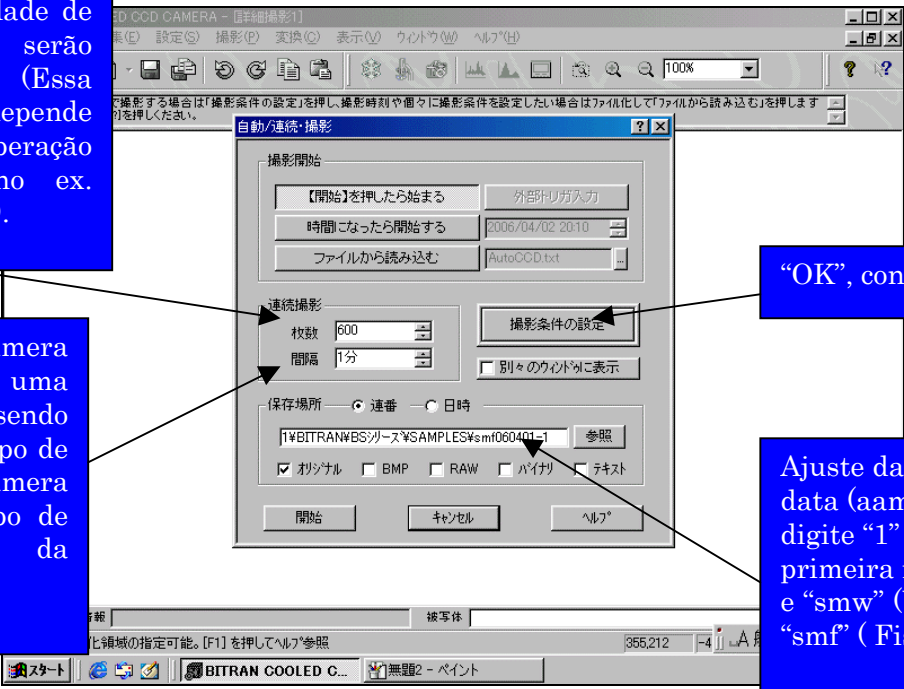 dade de
serão
(Essa
depende
operação
no ex.
ED CCD CAMERA - [詳細撮影1]
集(E) 設定(S) 撮影(P) 変換(C) 表示(V) ウィンドウ(W) ヘルプ(H)
100%
で撮影する場合は「撮影条件の設定」を押し、撮影時刻や個々に撮影条件を設定したい場合はファイル化して「ファイルから読み込む」を押します
を押しください。
自動/連続・撮影
撮影開始
【開始】を押したら始まる 外部トリガ入力
時間になったら開始する 2006/04/02 20:10
ファイルから読み込む AutoCCD.txt ...
連続撮影
枚数 600
間隔 1分
撮影条件の設定
別々のウィンドウに表示
保存場所 連番 日時
1¥BITRAN¥BSシリーズ¥SAMPLES¥smf060401-1 参照
オリジナル BMP RAW バイナリ テキスト
開始 キャンセル ヘルプ
"OK", con
mera
uma
sendo
po de
mera
po de
da
Ajuste da
data (aam
digite "1"
primeira
e "smw" (
"smf" ( Fis
情報 被写体
化領域の指定可能。[F1] を押してヘルプ参照 355,212 -4 A 般
スタート BITRAN COOLED C... 無題2 - ペイント